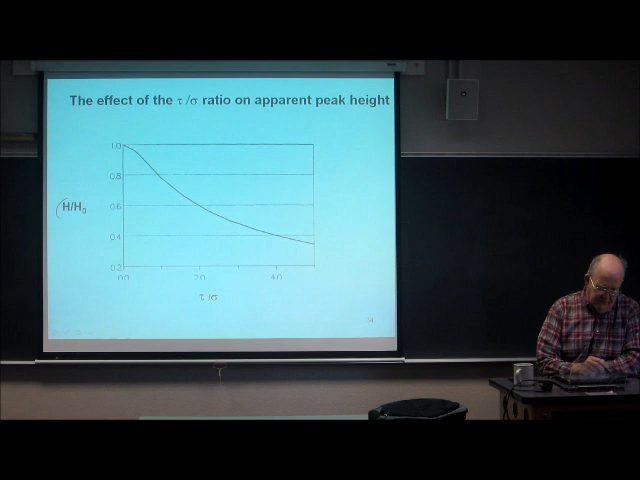 The effect of the τ/σ ratio on apparent peak height
1.0
0.8
H/H₀
0.6
0.4
0.2
0.0 2.0 4.0
τ/σ
34